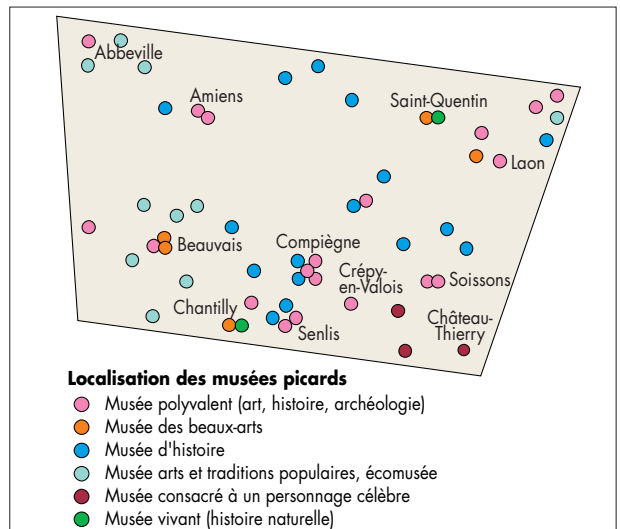 Abbeville
Amiens
Saint-Quentin
Laon
Beauvais
Compiègne
Crépy-
en-Valois
Soissons
Chantilly
Senlis
Château-
Thierry
Localisation des musées picards
Musée polyvalent (art, histoire, archéologie)
Musée des beaux-arts
Musée d'histoire
Musée arts et traditions populaires, écomusée
Musée consacré à un personnage célèbre
Musée vivant (histoire naturelle)